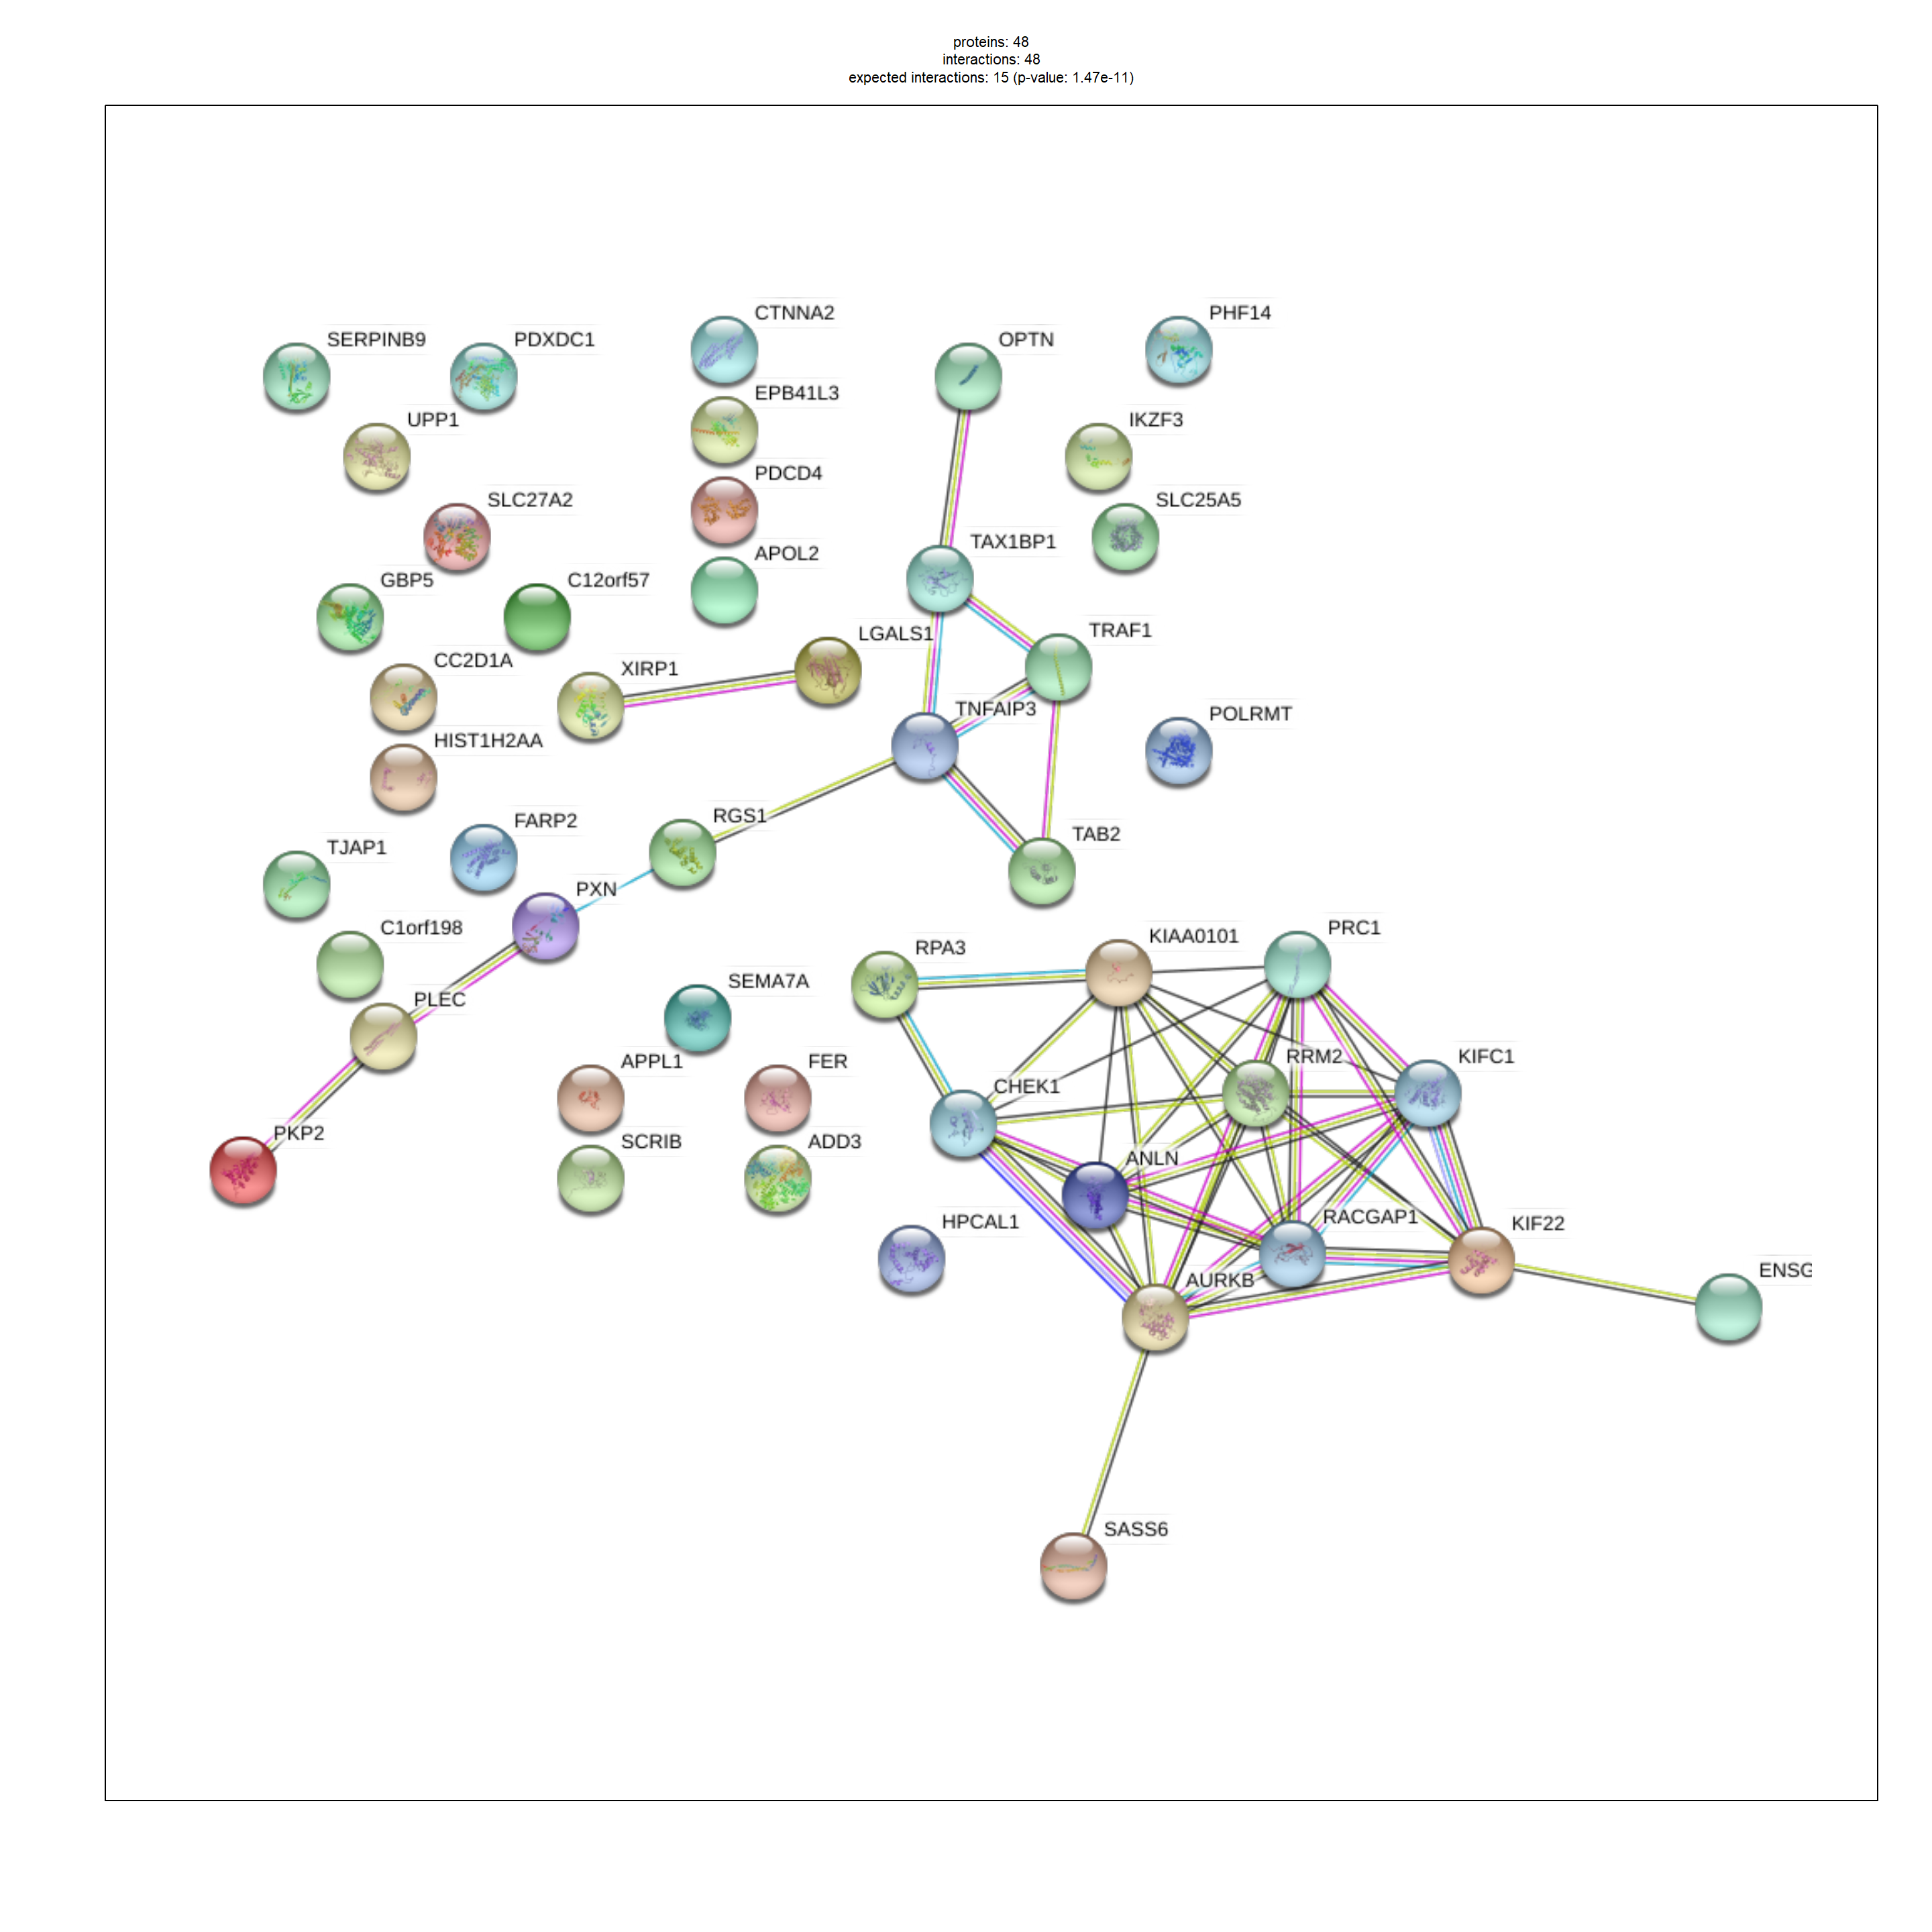 proteins: 48
interactions: 48
expected interactions: 15 (p-value: 1.47e-11)
CTNNA2
PHF14
SERPINB9
PDXDC1
OPTN
EPB41L3
UPP1
IKZF3
PDCD4
SLC27A2
SLC25A5
TAX1BP1
APOL2
GBP5
C12orf57
TRAF1
LGALS1
CC2D1A
XIRP1
TNFAIP3
POLRMT
HIST1H2AA
RGS1
FARP2
TAB2
TJAP1
PXN
C1orf198
PRC1
KIAA0101
RPA3
SEMA7A
PLEC
RRM2
KIFC1
APPL1
FER
CHEK1
PKP2
SCRIB
ADD3
ANLN
RACGAP1
HPCAL1
KIF22
ENSG
AURKB
SASS6